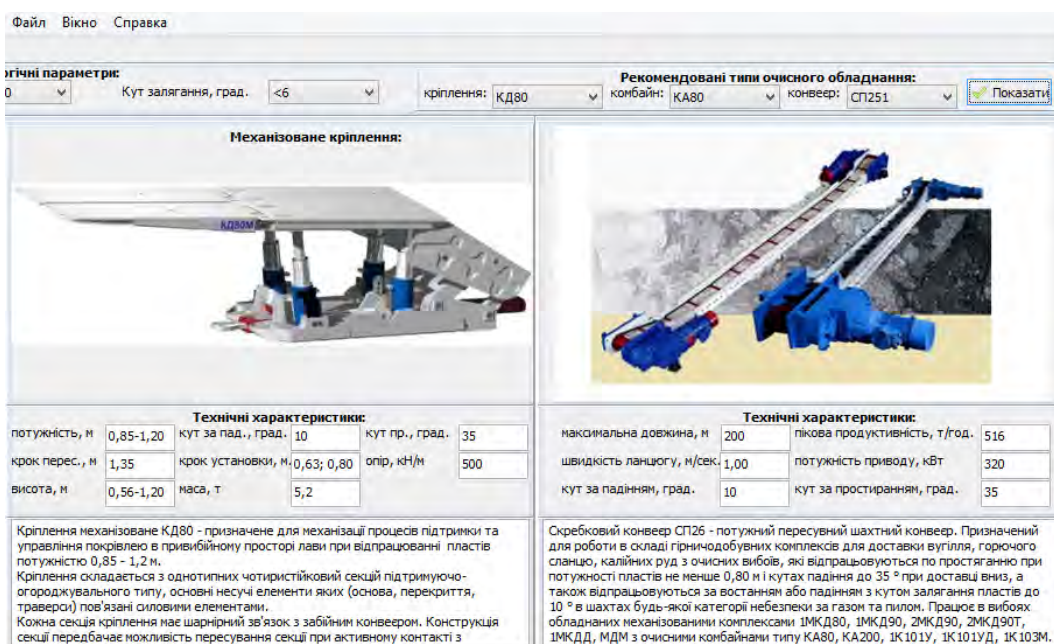 Файл Вікно Справка
огічні параметри:
0 Кут залягання, град. <6
Рекомендовані типи очисного обладнання:
кріплення: КД80 комбайн: КА80 конвеєр: СП251 Показати
Механізоване кріплення:
КД80М
Технічні характеристики:
потужність, м 0,85-1,20 кут за пад., град. 10 кут пр., град. 35
крок перес., м 1,35 крок установки, м. 0,63; 0,80 опір, кН/м 500
висота, м 0,56-1,20 маса, т 5,2
Кріплення механізоване КД80 - призначене для механізації процесів підтримки та
управління покрівлею в привибійному просторі лави при відпрацюванні пластів
потужністю 0,85 - 1,2 м.
Кріплення складається з однотипних чотиристійковий секцій підтримуючо-
огороджувального типу, основні несучі елементи яких (основа, перекриття,
траверси) пов'язані силовими елементами.
Кожна секція кріплення має шарнірний зв'язок з забійним конвеєром. Конструкція
секції передбачає можливість пересування секції при активному контакті з
Технічні характеристики:
максимальна довжина, м 200 пікова продуктивність, т/год. 516
швидкість ланцюгу, м/сек. 1,00 потужність приводу, кВт 320
кут за падінням, град. 10 кут за простиранням, град. 35
Скребковий конвеєр СП26 - потужний пересувний шахтний конвеєр. Призначений
для роботи в складі гірничодобувних комплексів для доставки вугілля, горючого
сланцю, калійних руд з очисних вибоїв, які відпрацьовуються по простяганню при
потужності пластів не менше 0,80 м і кутах падіння до 35 ° при доставці вниз, а
також відпрацьовуються за востанням або падінням з кутом залягання пластів до
10 ° в шахтах будь-якої категорії небезпеки за газом та пилом. Працює в вибоях
обладнаних механізованими комплексами 1МКД80, 1МКД90, 2МКД90, 2МКД90Т,
1МКДД, МДМ з очисними комбайнами типу КА80, КА200, 1К101У, 1К101УД, 1К103М.